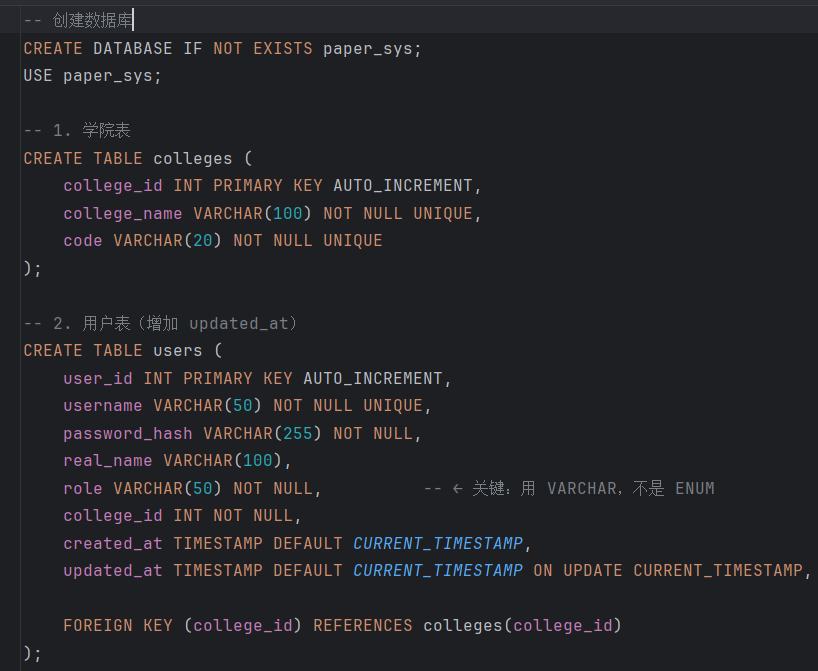 -- 创建数据库
CREATE DATABASE IF NOT EXISTS paper_sys;
USE paper_sys;
-- 1. 学院表
CREATE TABLE colleges (
    college_id INT PRIMARY KEY AUTO_INCREMENT,
    college_name VARCHAR(100) NOT NULL UNIQUE,
    code VARCHAR(20) NOT NULL UNIQUE
);
-- 2. 用户表（增加 updated_at）
CREATE TABLE users (
    user_id INT PRIMARY KEY AUTO_INCREMENT,
    username VARCHAR(50) NOT NULL UNIQUE,
    password_hash VARCHAR(255) NOT NULL,
    real_name VARCHAR(100),
    role VARCHAR(50) NOT NULL,          -- ← 关键：用 VARCHAR，不是 ENUM
    college_id INT NOT NULL,
    created_at TIMESTAMP DEFAULT CURRENT_TIMESTAMP,
    updated_at TIMESTAMP DEFAULT CURRENT_TIMESTAMP ON UPDATE CURRENT_TIMESTAMP,
    FOREIGN KEY (college_id) REFERENCES colleges(college_id)
);